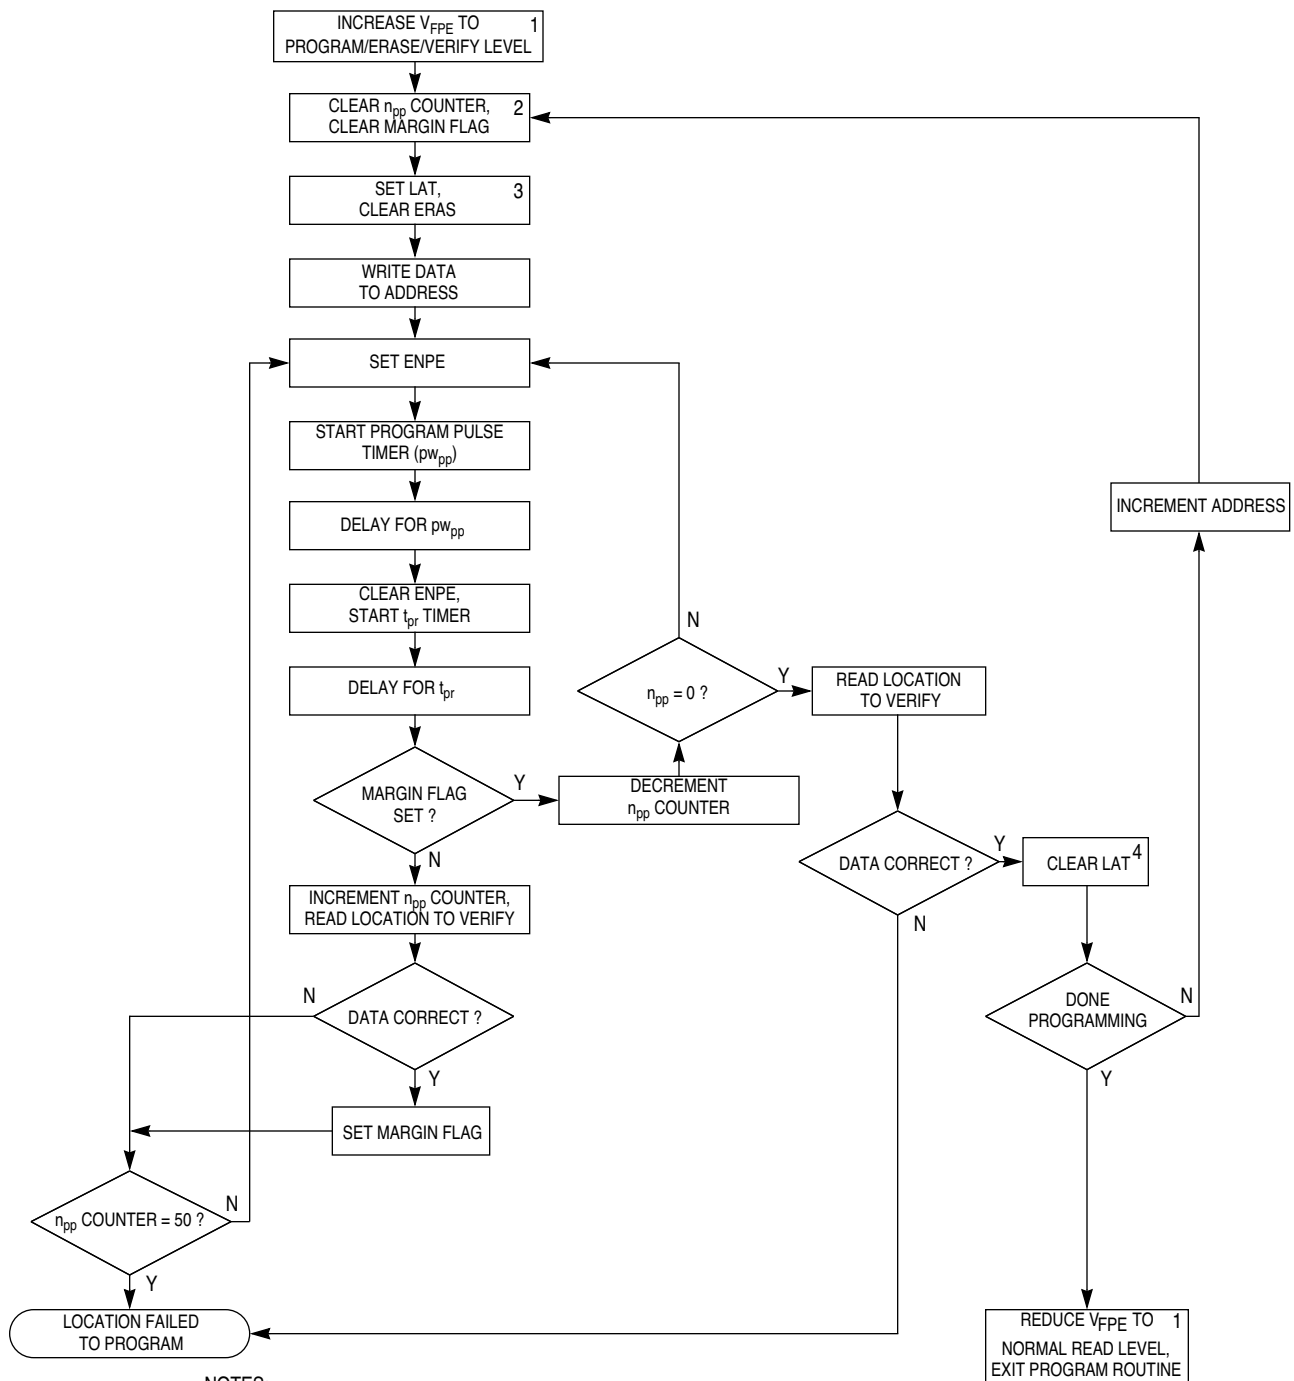 INCREASE VFPE TO 1
PROGRAM/ERASE/VERIFY LEVEL
CLEAR npp COUNTER, 2
CLEAR MARGIN FLAG
SET LAT, 3
CLEAR ERAS
WRITE DATA
TO ADDRESS
SET ENPE
START PROGRAM PULSE
TIMER (pwpp)
DELAY FOR pwpp
CLEAR ENPE,
START tpr TIMER
DELAY FOR tpr
MARGIN FLAG
SET ?
Y
N
DECREMENT
npp COUNTER
npp = 0 ?
N
Y
READ LOCATION
TO VERIFY
DATA CORRECT ?
Y
N
CLEAR LAT 4
DONE
PROGRAMMING
N
Y
INCREMENT ADDRESS
INCREMENT npp COUNTER,
READ LOCATION TO VERIFY
DATA CORRECT ?
N
Y
SET MARGIN FLAG
npp COUNTER = 50 ?
N
Y
LOCATION FAILED
TO PROGRAM
REDUCE VFPE TO 1
NORMAL READ LEVEL,
EXIT PROGRAM ROUTINE